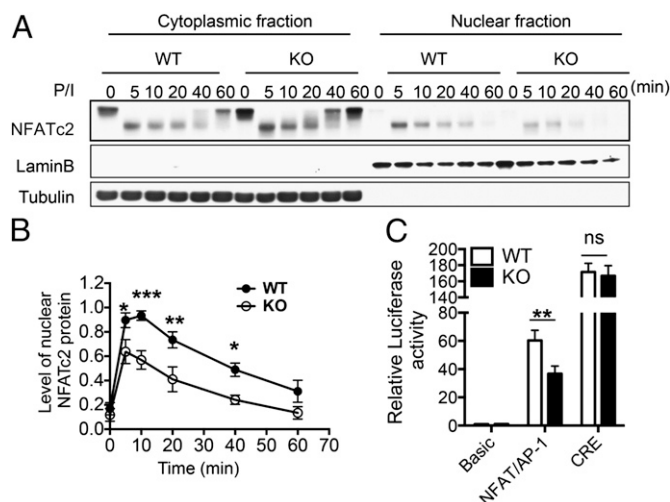 A
Cytoplasmic fraction Nuclear fraction
WT KO WT KO
P/I 0 5 10 20 40 60 0 5 10 20 40 60 0 5 10 20 40 60 0 5 10 20 40 60 (min)
NFATc2
LaminB
Tubulin
B
Level of nuclear
NFATc2 protein
1.2
1.0
0.8
0.6
0.4
0.2
0.0
* *** ** *
WT
KO
0 10 20 30 40 50 60 70
Time (min)
C
Relative Luciferase
activity
200
180
160
140
120
100
80
60
40
20
0
WT
KO
ns
**
Basic
NFAT/AP-1
CRE